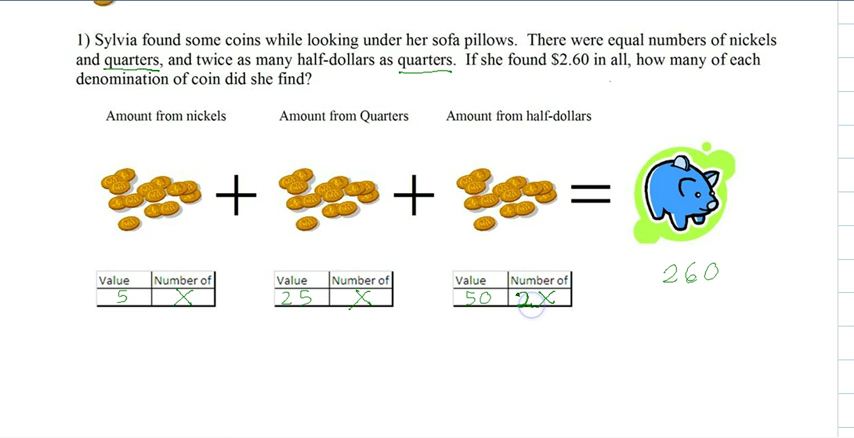 1) Sylvia found some coins while looking under her sofa pillows. There were equal numbers of nickels
and quarters, and twice as many half-dollars as quarters. If she found $2.60 in all, how many of each
denomination of coin did she find?
Amount from nickels Amount from Quarters Amount from half-dollars
+ + =
Value Number of Value Number of Value Number of
5 X 25 X 50 2X
260